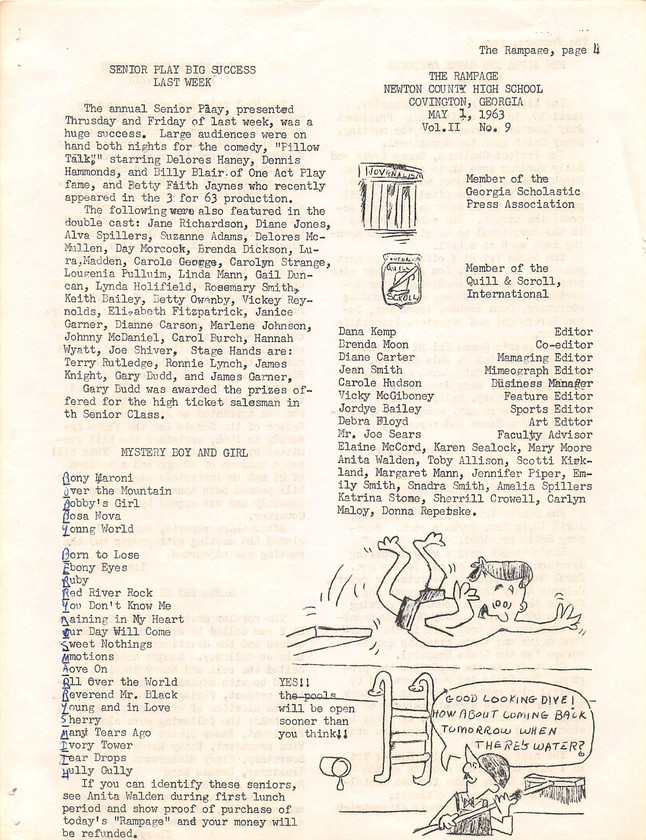 The Rampage, page 4
SENIOR PLAY BIG SUCCESS
LAST WEEK
The annual Senior Play, presented
Thrusday and Friday of last week, was a
huge success. Large audiences were on
hand both nights for the comedy, "Pillow
Talk," starring Delores Haney, Dennis
Hammonds, and Billy Blair of One Act Play
fame, and Betty Faith Jaynes who recently
appeared in the 3 for 63 production.
The following were also featured in the
double cast: Jane Richardson, Diane Jones,
Alva Spillers, Suzanne Adams, Delores Mc-
Mullen, Day Morcock, Brenda Dickson, Lu-
ra,Madden, Carole George, Carolyn Strange,
Lougenia Pulluim, Linda Mann, Gail Dun-
can, Lynda Holifield, Rosemary Smith,
Keith Bailey, Betty Ownby, Vickey Rey-
nolds, Elizabeth Fitzpatrick, Janice
Garner, Dianne Carson, Marlene Johnson,
Johnny McDaniel, Carol Burch, Hannah
Wyatt, Joe Shiver, Stage Hands are:
Terry Rutledge, Ronnie Lynch, James
Knight, Gary Dudd, and James Garner,
Gary Dudd was awarded the prizes of-
fered for the high ticket salesman in
th Senior Class.
MYSTERY BOY AND GIRL
Bony Maroni
Over the Mountain
Bobby's Girl
Bosa Nova
Young World
Born to Lose
Ebony Eyes
Ruby
Red River Rock
You Don't Know Me
Raining in My Heart
Our Day Will Come
Sweet Nothings
Emotions
Move On
All Over the World
Reverend Mr. Black
Young and in Love
Sherry
Many Tears Ago
Ivory Tower
Tear Drops
Hully Gully
If you can identify these seniors,
see Anita Walden during first lunch
period and show proof of purchase of
today's "Rampage" and your money will
be refunded.
THE RAMPAGE
NEWTON COUNTY HIGH SCHOOL
COVINGTON, GEORGIA
MAY 1, 1963
Vol.II No. 9
JOURNALISM
Member of the
Georgia Scholastic
Press Association
QUILL
SCROLL
Member of the
Quill & Scroll,
International
Dana Kemp Editor
Brenda Moon Co-editor
Diane Carter Mamaging Editor
Jean Smith Mimeograph Editor
Carole Hudson Business Manager
Vicky McGiboney Feature Editor
Jordye Bailey Sports Editor
Debra Floyd Art Edttor
Mr. Joe Sears Faculty Advisor
Elaine McCord, Karen Sealock, Mary Moore
Anita Walden, Toby Allison, Scotti Kirk-
land, Margaret Mann, Jennifer Piper, Em-
ily Smith, Snadra Smith, Amelia Spillers
Katrina Stome, Sherrill Crowell, Carlyn
Maloy, Donna Repetske.
YES!!
the pools
will be open
sooner than
you think!!
GOOD LOOKING DIVE!
HOW ABOUT COMING BACK
TOMORROW WHEN
THERE'S WATER?